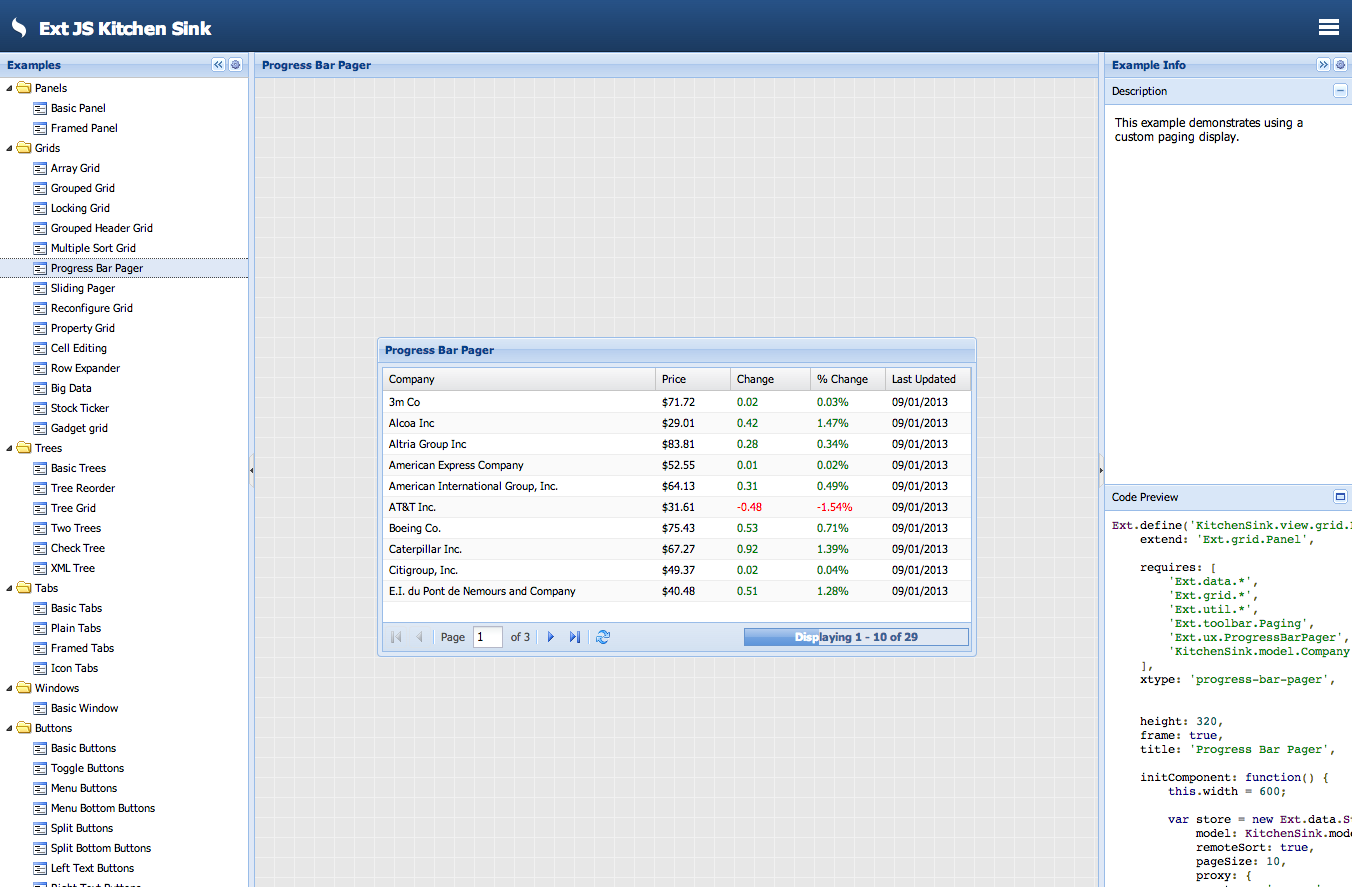 Ext JS Kitchen Sink
Examples
Panels
Basic Panel
Framed Panel
Grids
Array Grid
Grouped Grid
Locking Grid
Grouped Header Grid
Multiple Sort Grid
Progress Bar Pager
Sliding Pager
Reconfigure Grid
Property Grid
Cell Editing
Row Expander
Big Data
Stock Ticker
Gadget grid
Trees
Basic Trees
Tree Reorder
Tree Grid
Two Trees
Check Tree
XML Tree
Tabs
Basic Tabs
Plain Tabs
Framed Tabs
Icon Tabs
Windows
Basic Window
Buttons
Basic Buttons
Toggle Buttons
Menu Buttons
Menu Bottom Buttons
Split Buttons
Split Bottom Buttons
Left Text Buttons
Right Text Buttons
Progress Bar Pager
Progress Bar Pager
Company Price Change % Change Last Updated
3m Co $71.72 0.02 0.03% 09/01/2013
Alcoa Inc $29.01 0.42 1.47% 09/01/2013
Altria Group Inc $83.81 0.28 0.34% 09/01/2013
American Express Company $52.55 0.01 0.02% 09/01/2013
American International Group, Inc. $64.13 0.31 0.49% 09/01/2013
AT&T Inc. $31.61 -0.48 -1.54% 09/01/2013
Boeing Co. $75.43 0.53 0.71% 09/01/2013
Caterpillar Inc. $67.27 0.92 1.39% 09/01/2013
Citigroup, Inc. $49.37 0.02 0.04% 09/01/2013
E.I. du Pont de Nemours and Company $40.48 0.51 1.28% 09/01/2013
Page 1 of 3 Displaying 1 - 10 of 29
Example Info
Description
This example demonstrates using a
custom paging display.
Code Preview
Ext.define('KitchenSink.view.grid.
extend: 'Ext.grid.Panel',
requires: [
'Ext.data.*',
'Ext.grid.*',
'Ext.util.*',
'Ext.toolbar.Paging',
'Ext.ux.ProgressBarPager',
'KitchenSink.model.Company
],
xtype: 'progress-bar-pager',
height: 320,
frame: true,
title: 'Progress Bar Pager',
initComponent: function() {
this.width = 600;
var store = new Ext.data.St
model: KitchenSink.mode
remoteSort: true,
pageSize: 10,
proxy: {